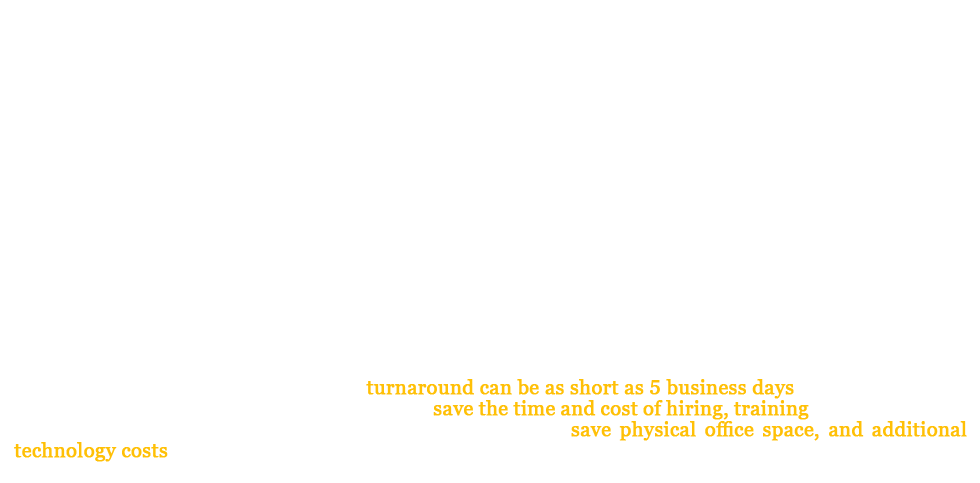 turnaround can be as short as 5 business days
save the time and cost of hiring, training
save physical office space, and additional
technology costs